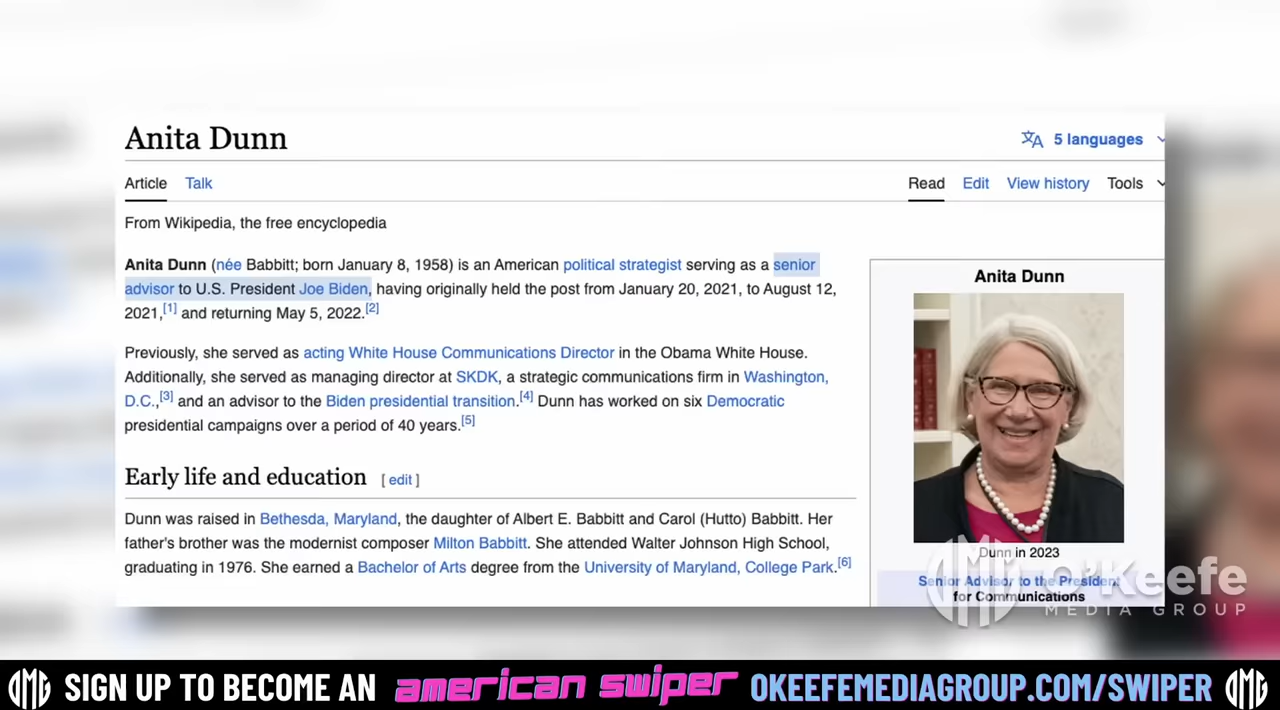 Anita Dunn
5 languages
Article Talk Read Edit View history Tools
From Wikipedia, the free encyclopedia
Anita Dunn (née Babbitt; born January 8, 1958) is an American political strategist serving as a senior
advisor to U.S. President Joe Biden, having originally held the post from January 20, 2021, to August 12,
2021,[1] and returning May 5, 2022.[2]
Previously, she served as acting White House Communications Director in the Obama White House.
Additionally, she served as managing director at SKDK, a strategic communications firm in Washington,
D.C.,[3] and an advisor to the Biden presidential transition.[4] Dunn has worked on six Democratic
presidential campaigns over a period of 40 years.[5]
Early life and education [ edit ]
Dunn was raised in Bethesda, Maryland, the daughter of Albert E. Babbitt and Carol (Hutto) Babbitt. Her
father's brother was the modernist composer Milton Babbitt. She attended Walter Johnson High School,
graduating in 1976. She earned a Bachelor of Arts degree from the University of Maryland, College Park.[6]
Anita Dunn
Dunn in 2023
Senior Advisor to the President
for Communications
OMG O'Keefe
MEDIA GROUP
OMG SIGN UP TO BECOME AN american swiper OKEEFEMEDIAGROUP.COM/SWIPER OMG